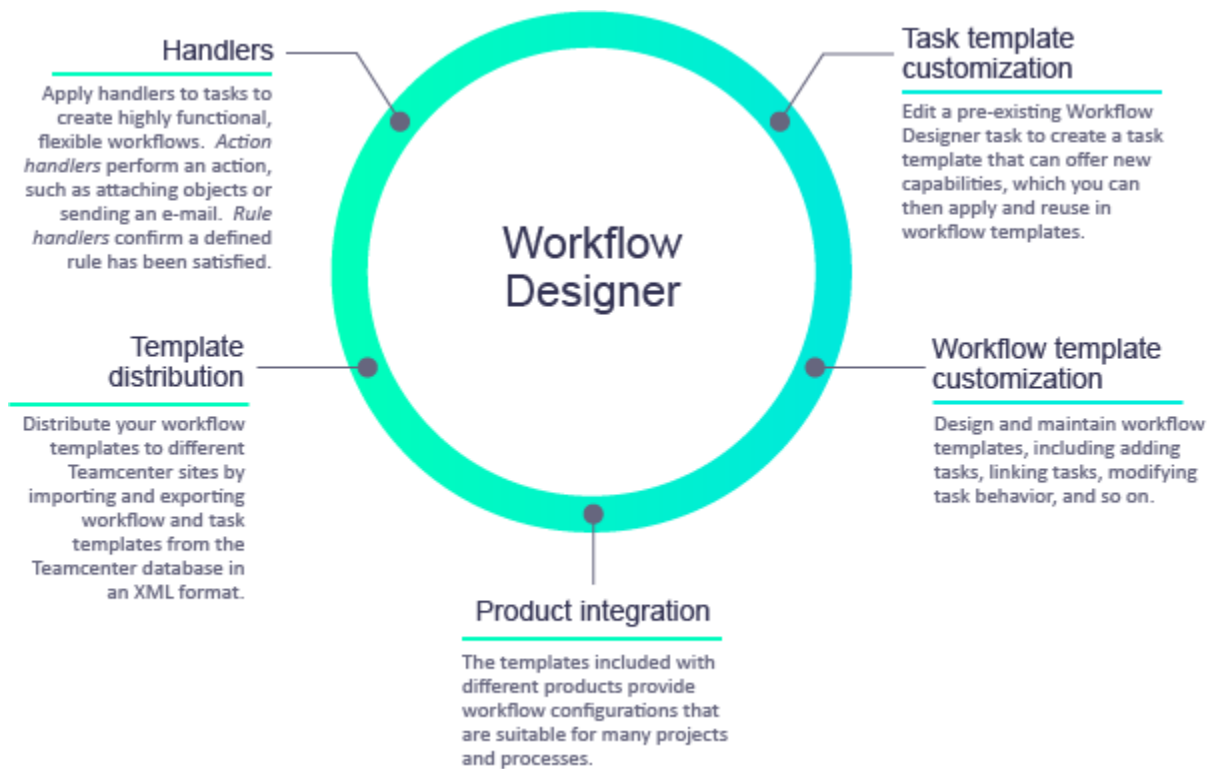 Handlers
Apply handlers to tasks to
create highly functional,
flexible workflows.  Action
handlers perform an action,
such as attaching objects or
sending an e-mail.  Rule
handlers confirm a defined
rule has been satisfied.
Task template
customization
Edit a pre-existing Workflow
Designer task to create a task
template that can offer new
capabilities, which you can
then apply and reuse in
workflow templates.
Workflow
Designer
Template
distribution
Distribute your workflow
templates to different
Teamcenter sites by
importing and exporting
workflow and task
templates from the
Teamcenter database in
an XML format.
Workflow template
customization
Design and maintain workflow
templates, including adding
tasks, linking tasks, modifying
task behavior, and so on.
Product integration
The templates included with
different products provide
workflow configurations that
are suitable for many projects
and processes.